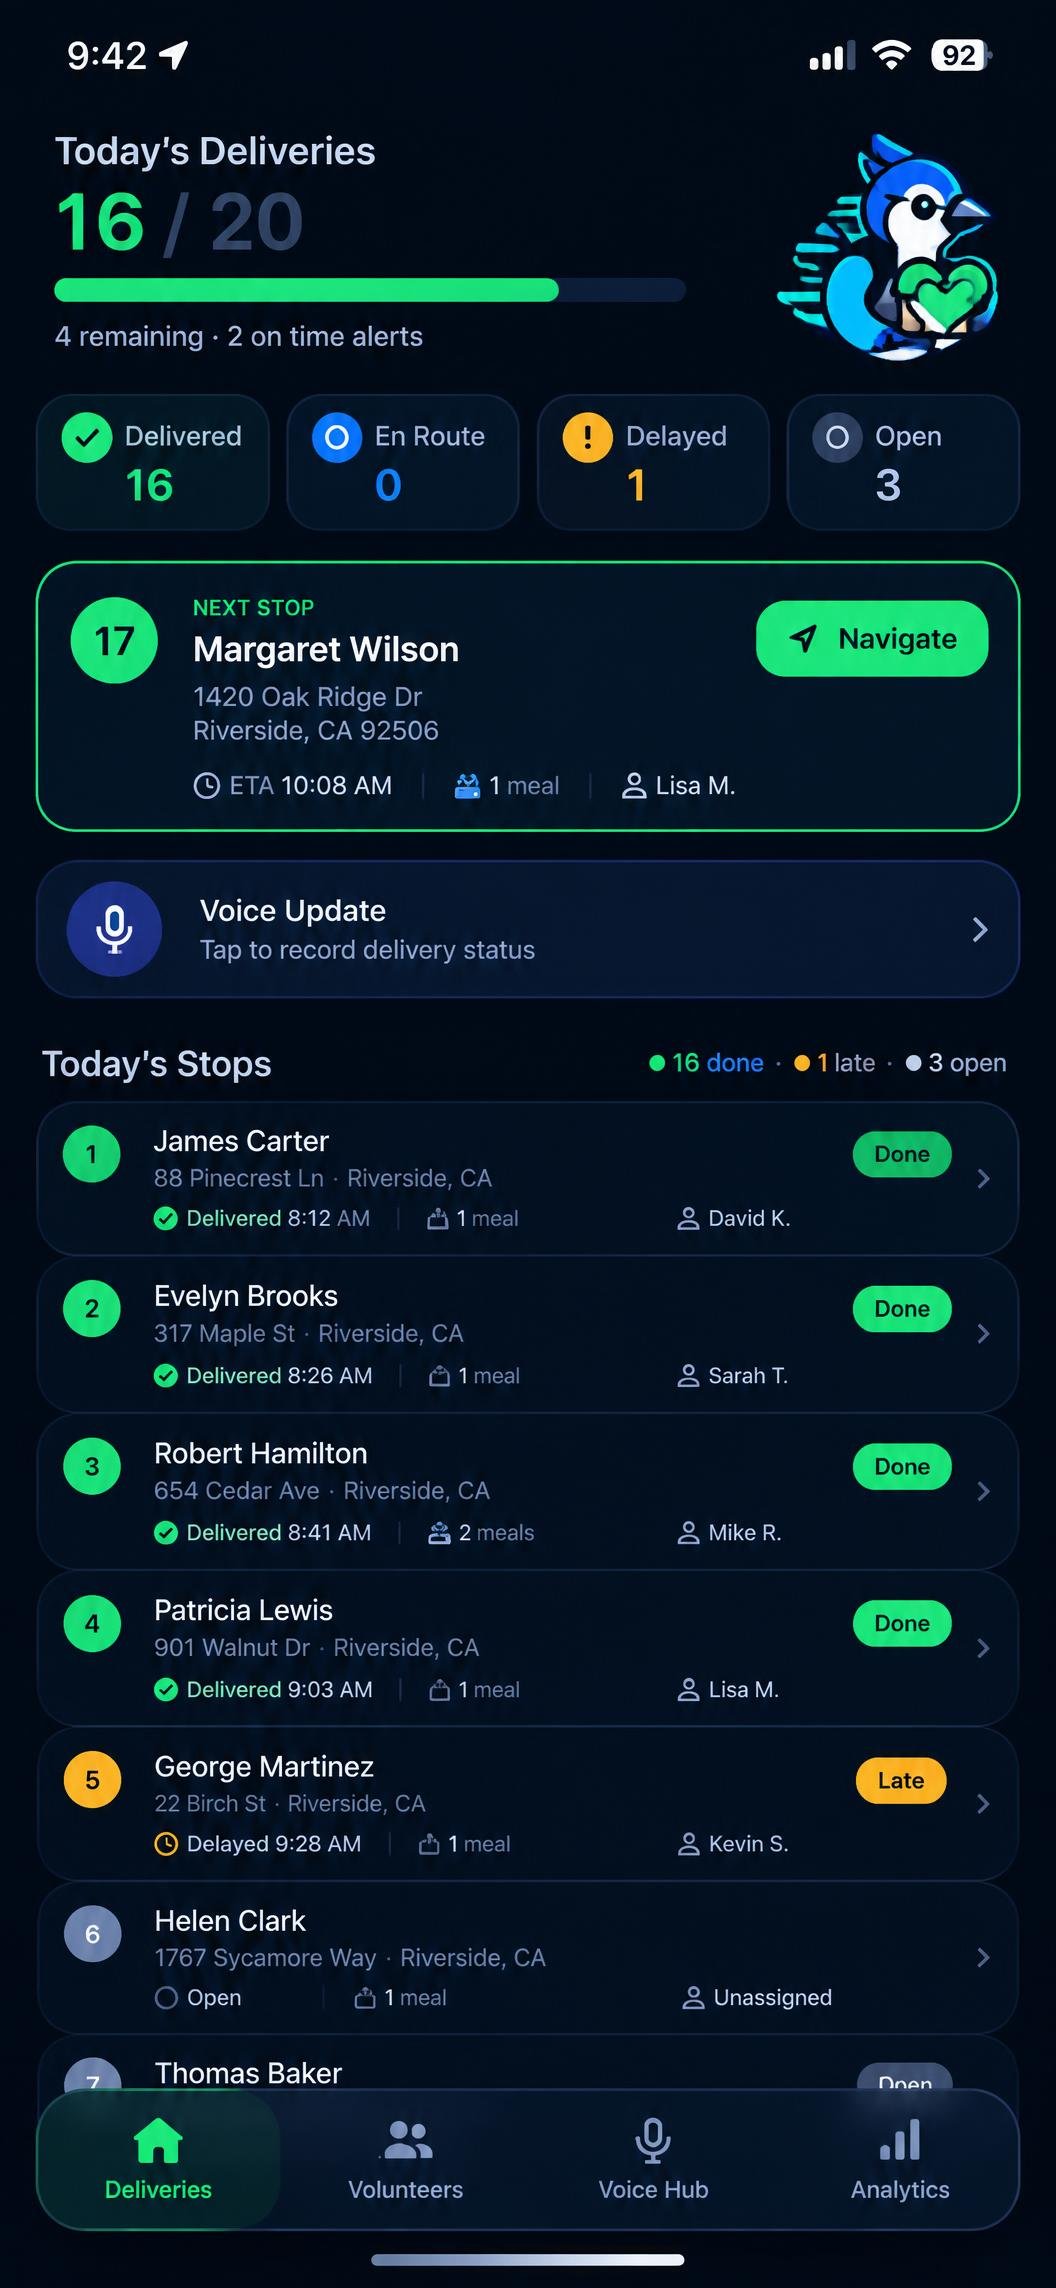 9:42
92
Today's Deliveries
16 / 20
4 remaining · 2 on time alerts
Delivered
16
En Route
0
Delayed
1
Open
3
17
NEXT STOP
Margaret Wilson
1420 Oak Ridge Dr
Riverside, CA 92506
ETA 10:08 AM
1 meal
Lisa M.
Navigate
Voice Update
Tap to record delivery status
Today's Stops
16 done · 1 late · 3 open
1
James Carter
88 Pinecrest Ln · Riverside, CA
Delivered 8:12 AM
1 meal
David K.
Done
2
Evelyn Brooks
317 Maple St · Riverside, CA
Delivered 8:26 AM
1 meal
Sarah T.
Done
3
Robert Hamilton
654 Cedar Ave · Riverside, CA
Delivered 8:41 AM
2 meals
Mike R.
Done
4
Patricia Lewis
901 Walnut Dr · Riverside, CA
Delivered 9:03 AM
1 meal
Lisa M.
Done
5
George Martinez
22 Birch St · Riverside, CA
Delayed 9:28 AM
1 meal
Kevin S.
Late
6
Helen Clark
1767 Sycamore Way · Riverside, CA
Open
1 meal
Unassigned
7
Thomas Baker
Open
Deliveries
Volunteers
Voice Hub
Analytics